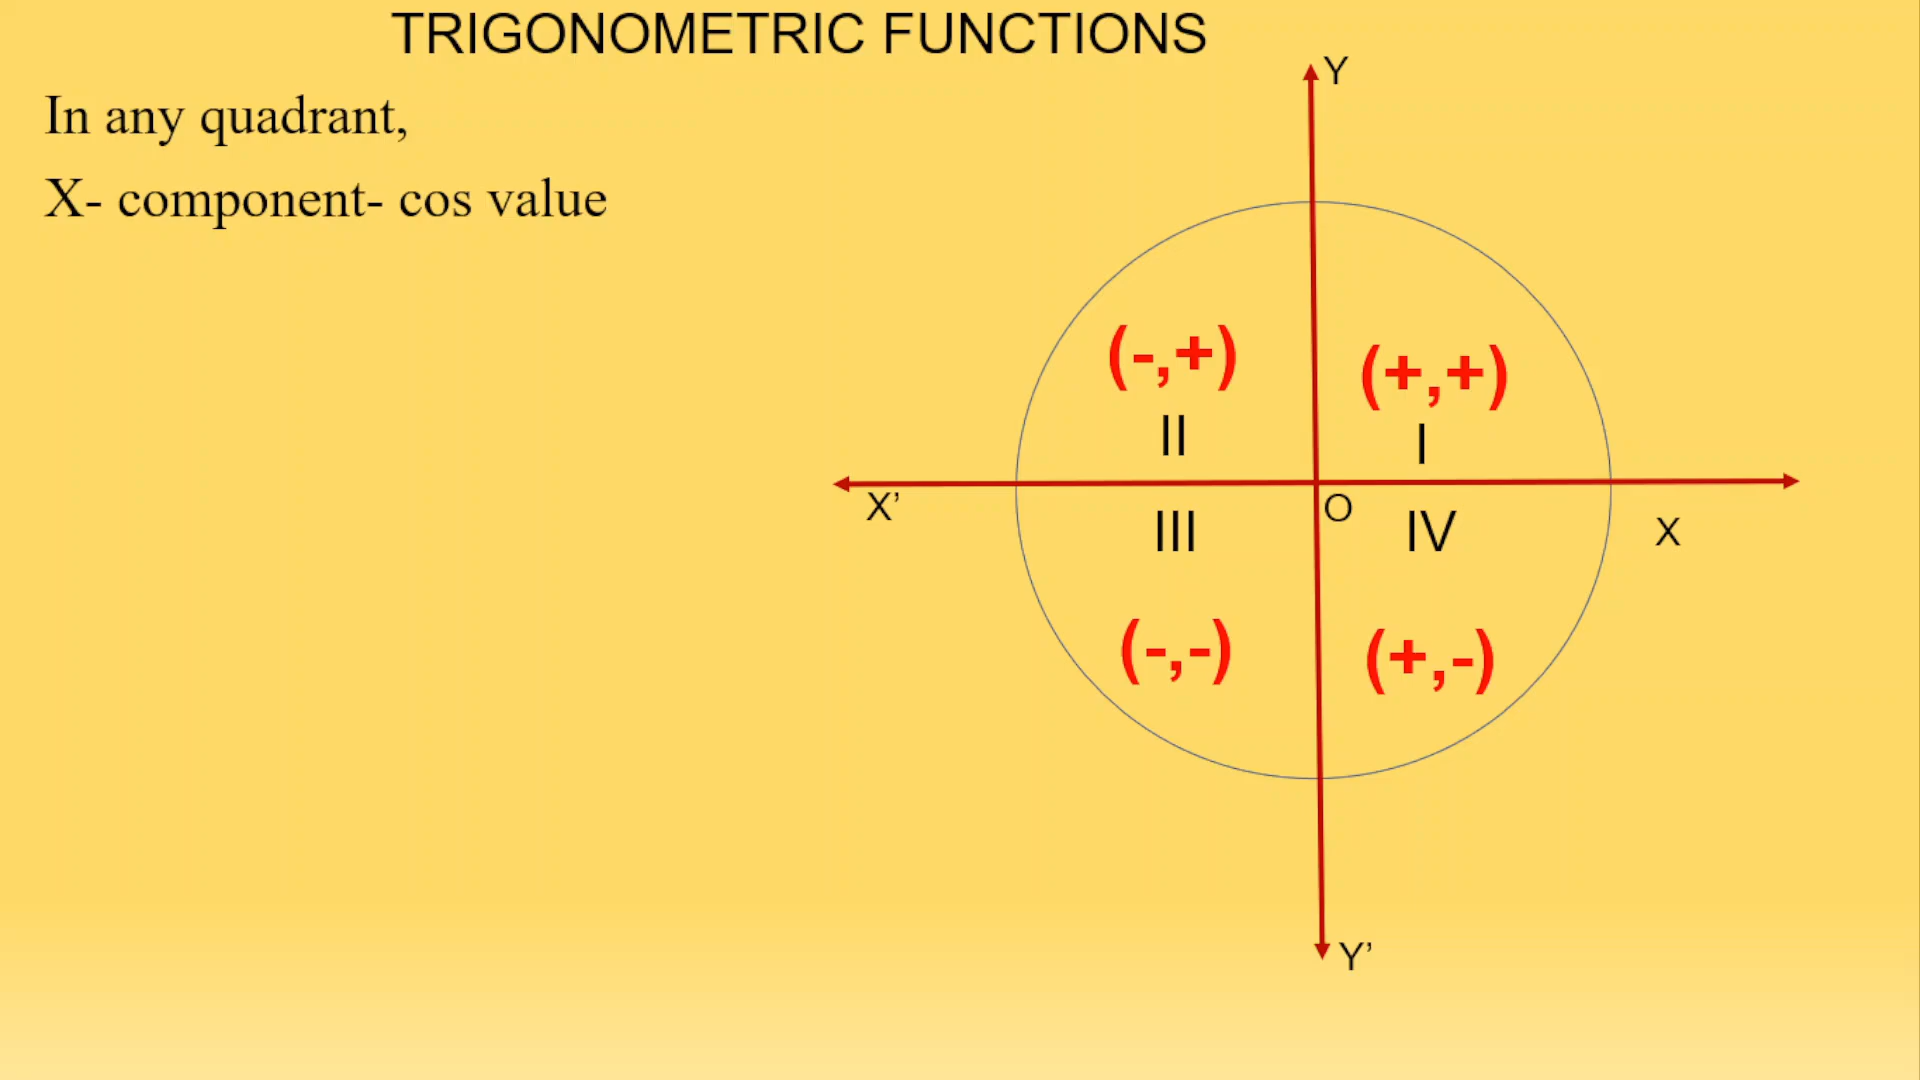 TRIGONOMETRIC FUNCTIONS
In any quadrant,
X- component- cos value
Y
(-,+)
(+,+)
II
I
X’
O
X
III
IV
(-,-)
(+,-)
Y’